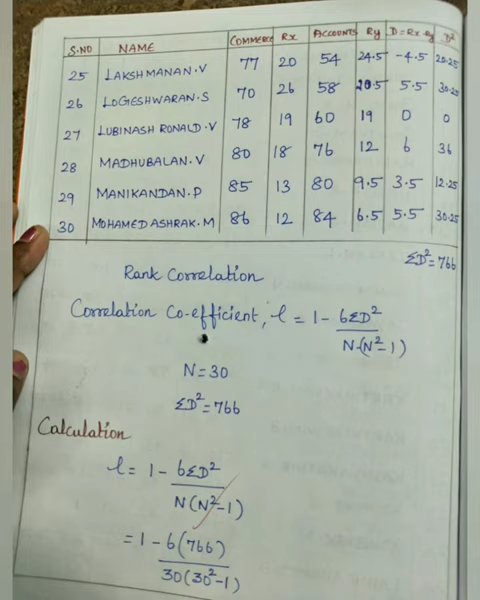 S.NO NAME COMMERCE Rx ACCOUNTS Ry D=Rx-Ry D²
25 LAKSHMANAN.V 77 20 54 24.5 -4.5 20.25
26 LOGESHWARAN.S 70 26 58 20.5 5.5 30.25
27 LUBINASH RONALD.V 78 19 60 19 0 0
28 MADHUBALAN.V 80 18 76 12 6 36
29 MANIKANDAN.P 85 13 80 9.5 3.5 12.25
30 MOHAMED ASHRAK.M 86 12 84 6.5 5.5 30.25
ΣD²=766
Rank Correlation
Correlation Co-efficient, r = 1 - 6ΣD² / N(N²-1)
N=30
ΣD²=766
Calculation
r = 1 - 6ΣD² / N(N²-1)
= 1 - 6(766) / 30(30²-1)